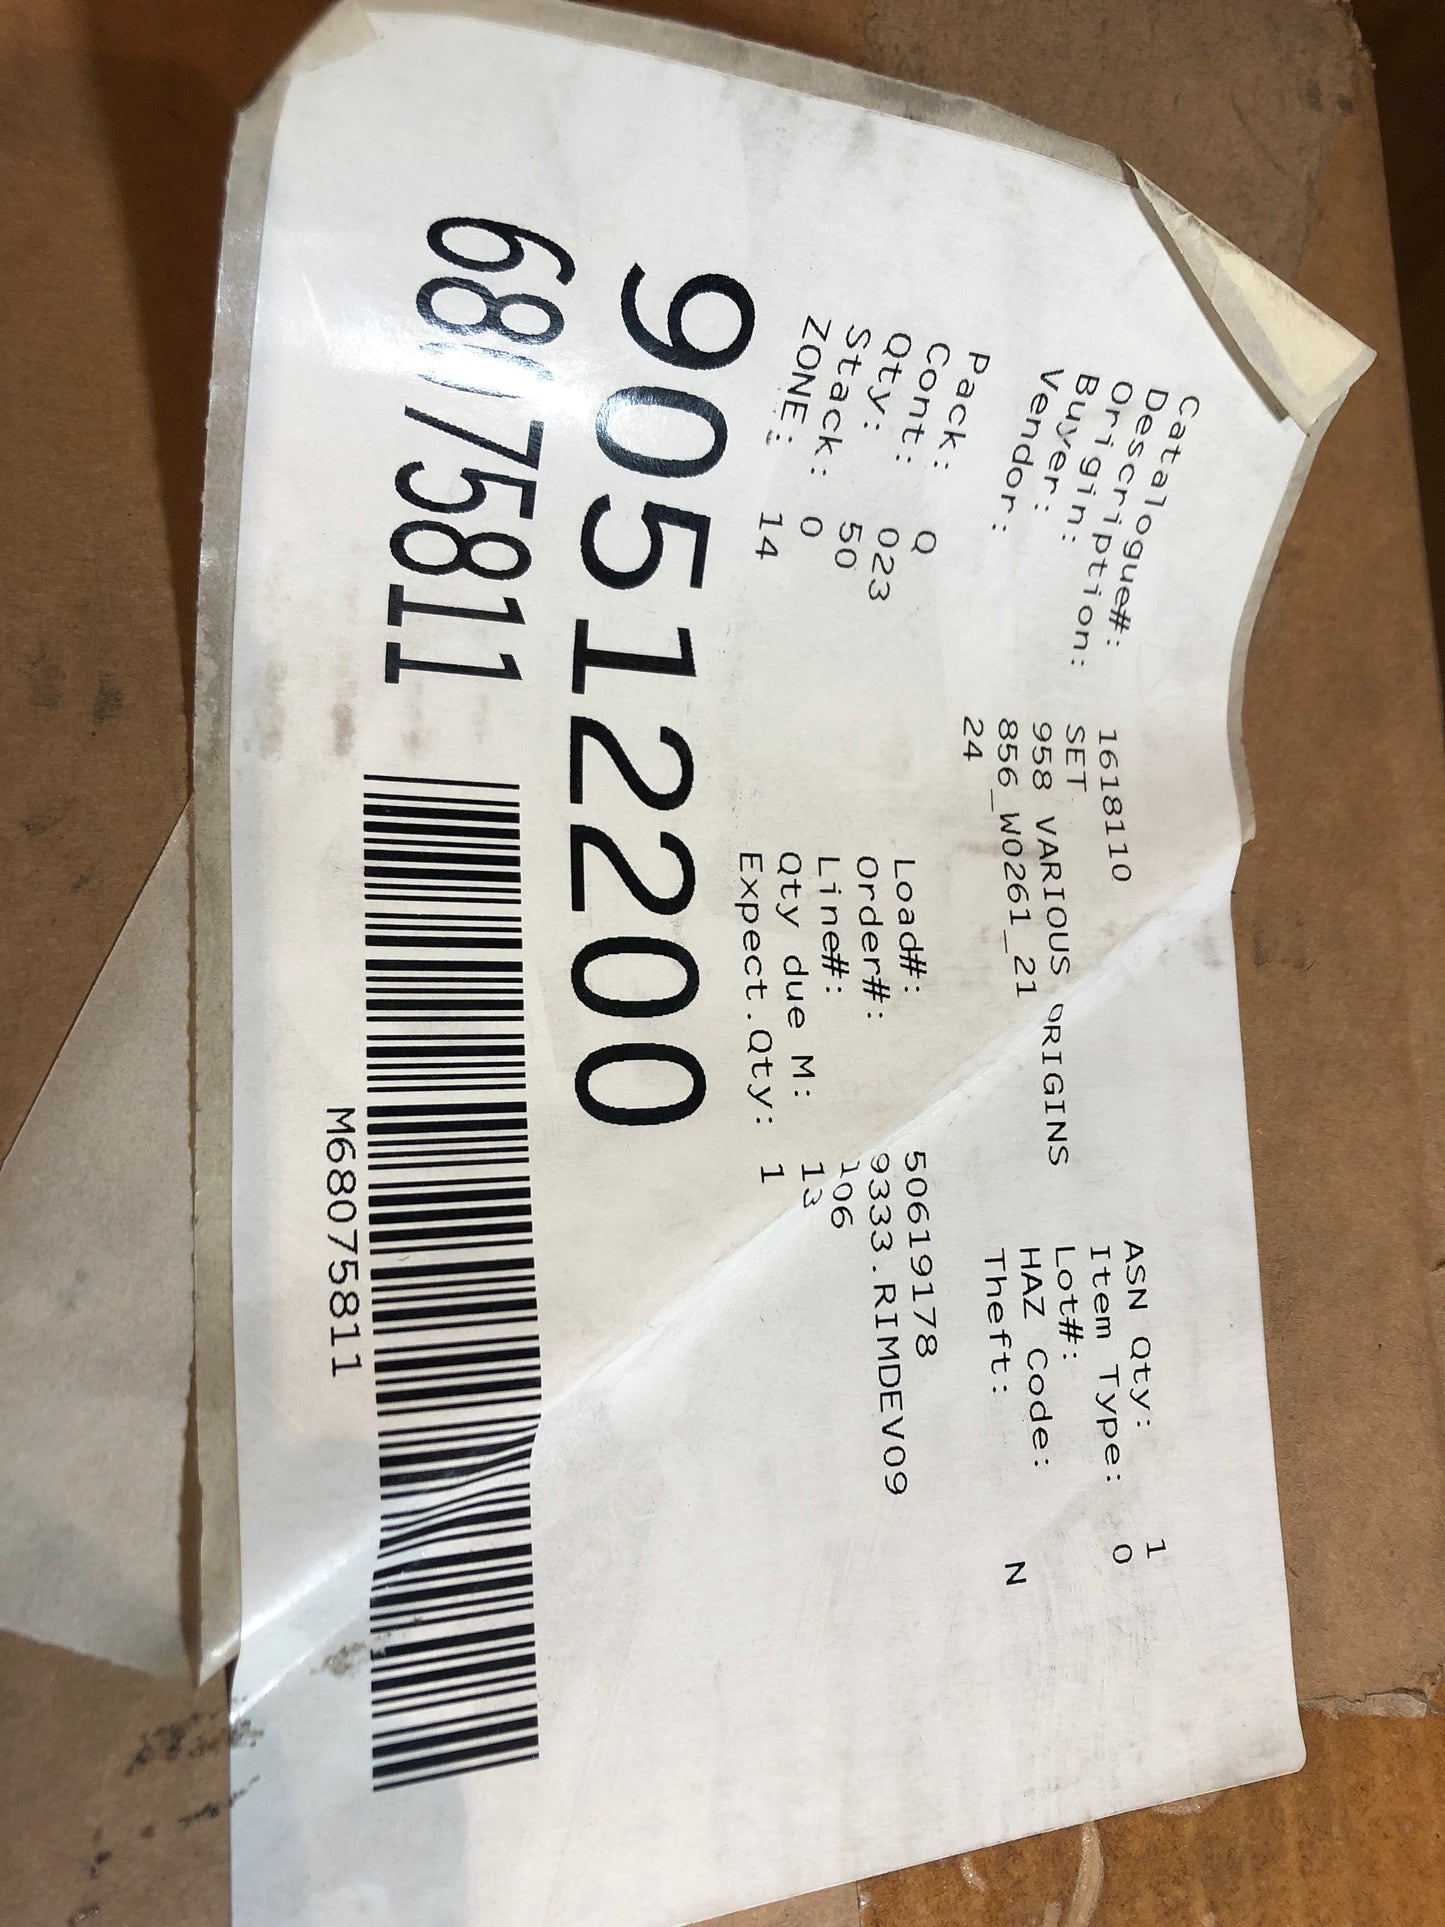 Catalogue#: 1618110 ASN Qty: 1
Description: SET Item Type: 0
Origin: 958 VARIOUS ORIGINS Lot#:
Buyer: 856_W0261_21 HAZ Code:
Vendor: 24 Theft: N
Pack: Q Load#: 50619178
Cont: 023 Order#: 9333.RIMDEV09
Qty: 50 Line#: 106
Stack: 0 Qty due M: 13
ZONE: 14 Expect.Qty: 1
90512200
68075811
M68075811